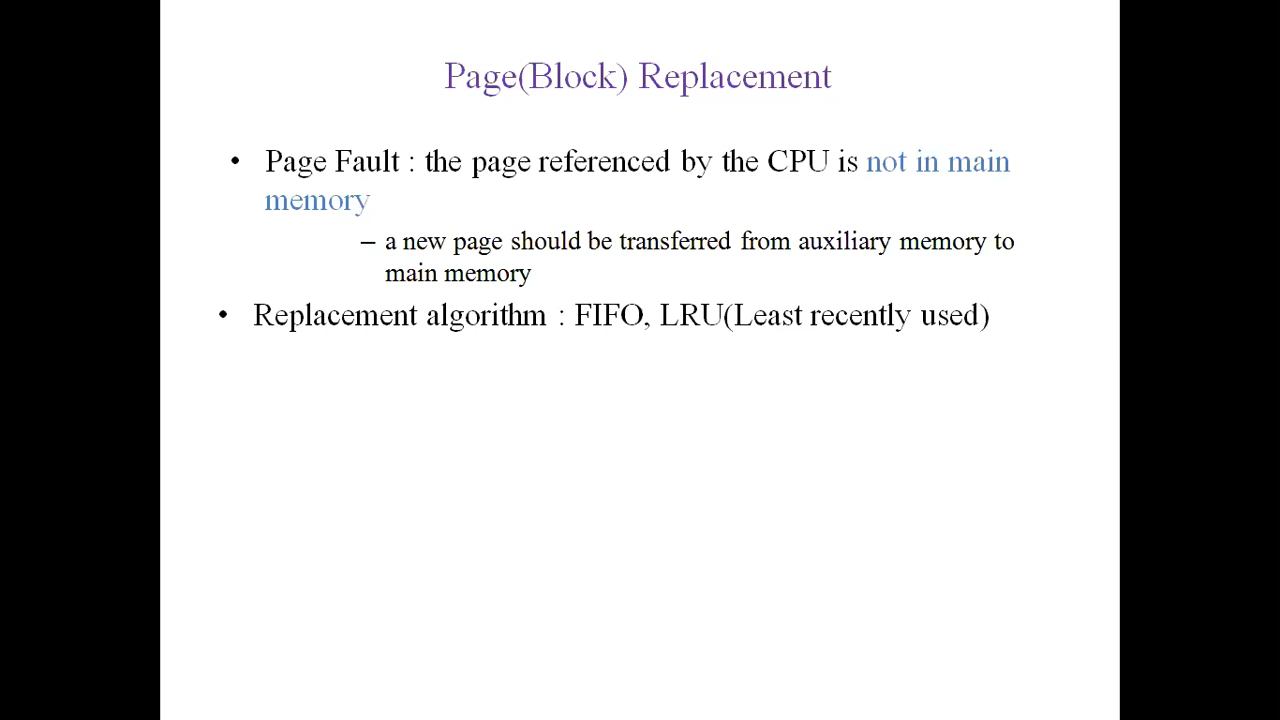 Page(Block) Replacement
• Page Fault : the page referenced by the CPU is not in main
memory
– a new page should be transferred from auxiliary memory to
main memory
• Replacement algorithm : FIFO, LRU(Least recently used)